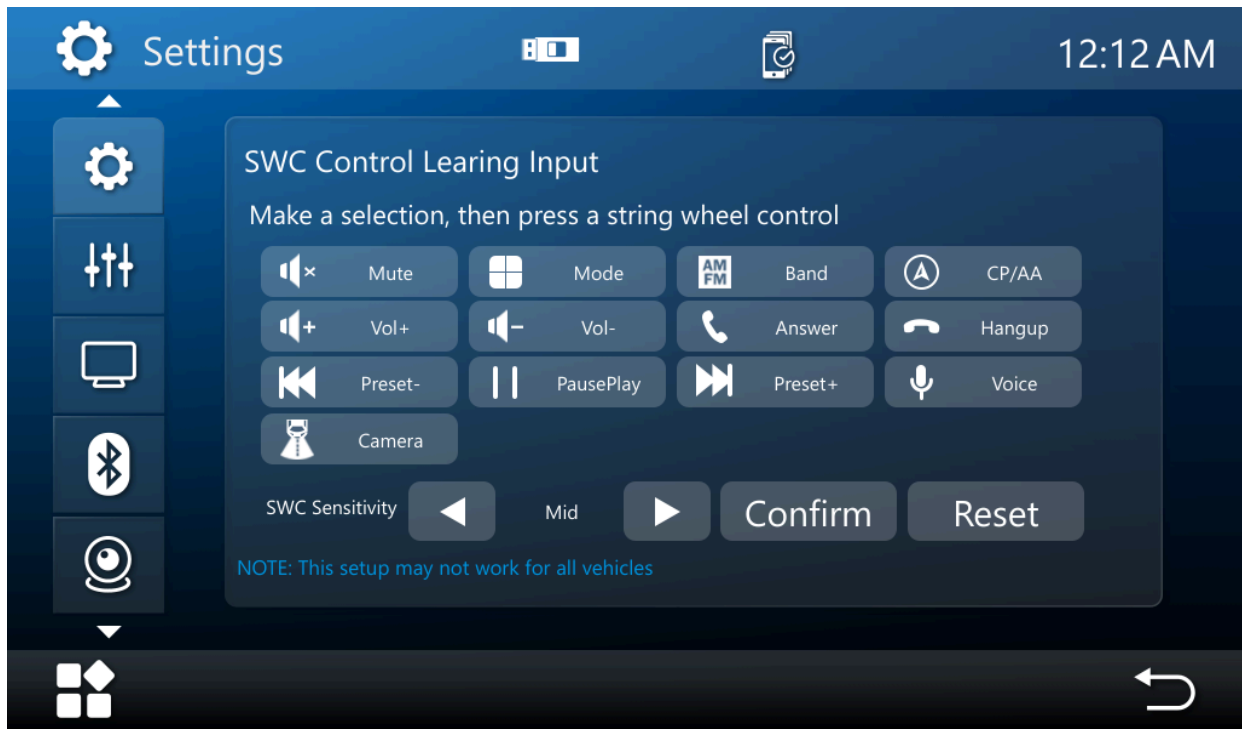 Settings
12:12 AM
SWC Control Learing Input
Make a selection, then press a string wheel control
Mute
Mode
AM
FM
Band
CP/AA
Vol+
Vol-
Answer
Hangup
Preset-
PausePlay
Preset+
Voice
Camera
SWC Sensitivity
Mid
Confirm
Reset
NOTE: This setup may not work for all vehicles